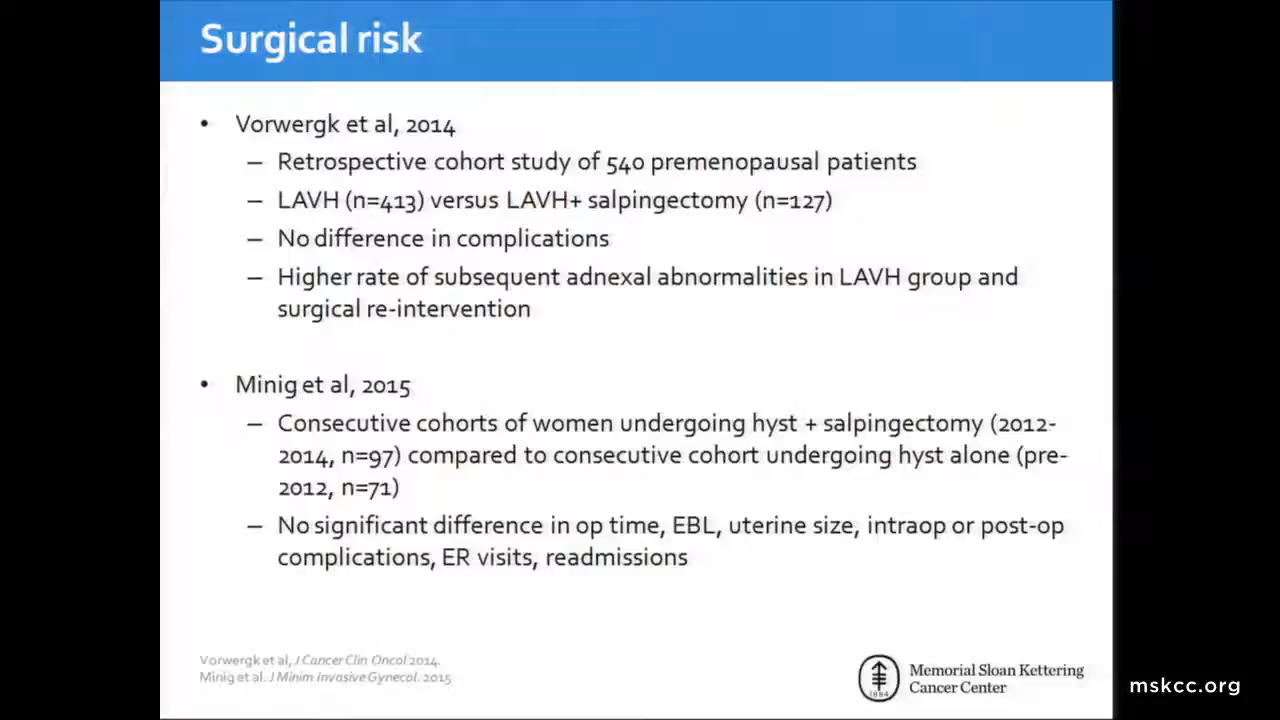 Surgical risk
• Vorwergk et al, 2014
– Retrospective cohort study of 540 premenopausal patients
– LAVH (n=413) versus LAVH+ salpingectomy (n=127)
– No difference in complications
– Higher rate of subsequent adnexal abnormalities in LAVH group and
surgical re-intervention
• Minig et al, 2015
– Consecutive cohorts of women undergoing hyst + salpingectomy (2012-
2014, n=97) compared to consecutive cohort undergoing hyst alone (pre-
2012, n=71)
– No significant difference in op time, EBL, uterine size, intraop or post-op
complications, ER visits, readmissions
Vorwergk et al, J Cancer Clin Oncol 2014.
Minig et al. J Minim Invasive Gynecol. 2015
1884
Memorial Sloan Kettering
Cancer Center
mskcc.org